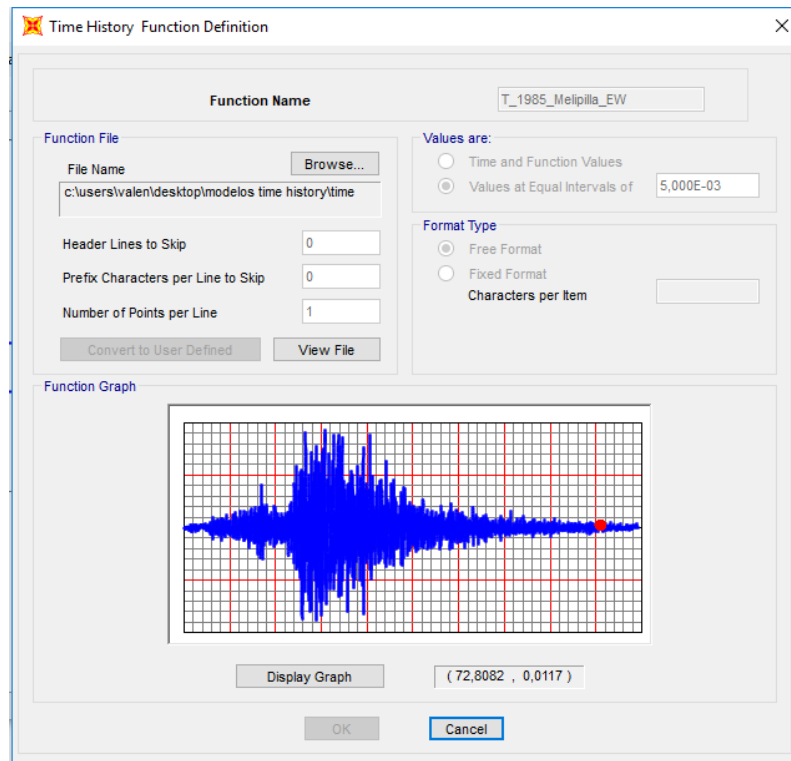 Time History Function Definition
Function Name
T_1985_Melipilla_EW
Function File
File Name
Browse...
c:\users\valen\desktop\modelos time history\time
Header Lines to Skip
0
Prefix Characters per Line to Skip
0
Number of Points per Line
1
Convert to User Defined
View File
Values are:
Time and Function Values
Values at Equal Intervals of
5,000E-03
Format Type
Free Format
Fixed Format
Characters per Item
Function Graph
Display Graph
( 72,8082 , 0,0117 )
OK
Cancel